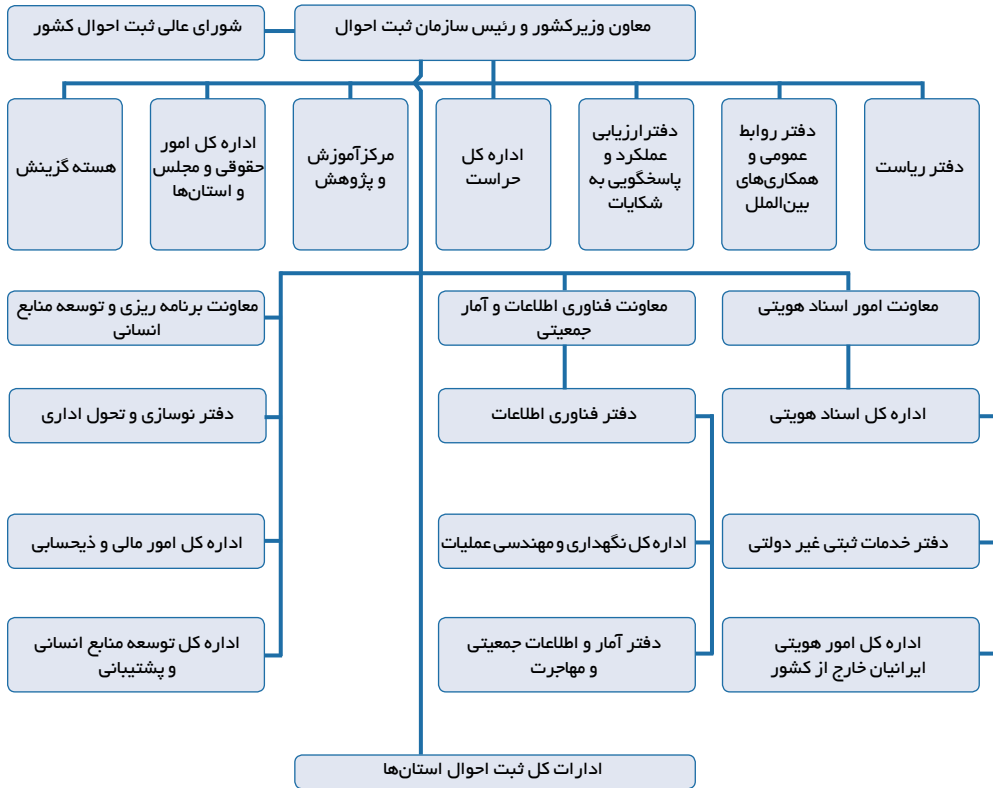 معاون وزیرکشور و رئیس سازمان ثبت احوال
شورای عالی ثبت احوال کشور
دفتر ریاست
دفتر روابط
عمومی و
همکاری‌های
بین‌الملل
دفترارزیابی
عملکرد و
پاسخگویی به
شکایات
اداره کل
حراست
مرکزآموزش
و پژوهش
اداره کل امور
حقوقی و مجلس
و استان‌ها
هسته گزینش
معاونت امور اسناد هویتی
معاونت فناوری اطلاعات و آمار
جمعیتی
معاونت برنامه ریزی و توسعه منابع
انسانی
اداره کل اسناد هویتی
دفتر فناوری اطلاعات
دفتر نوسازی و تحول اداری
دفتر خدمات ثبتی غیر دولتی
اداره کل نگهداری و مهندسی عملیات
اداره کل امور مالی و ذیحسابی
اداره کل امور هویتی
ایرانیان خارج از کشور
دفتر آمار و اطلاعات جمعیتی
و مهاجرت
اداره کل توسعه منابع انسانی
و پشتیبانی
ادارات کل ثبت احوال استان‌ها